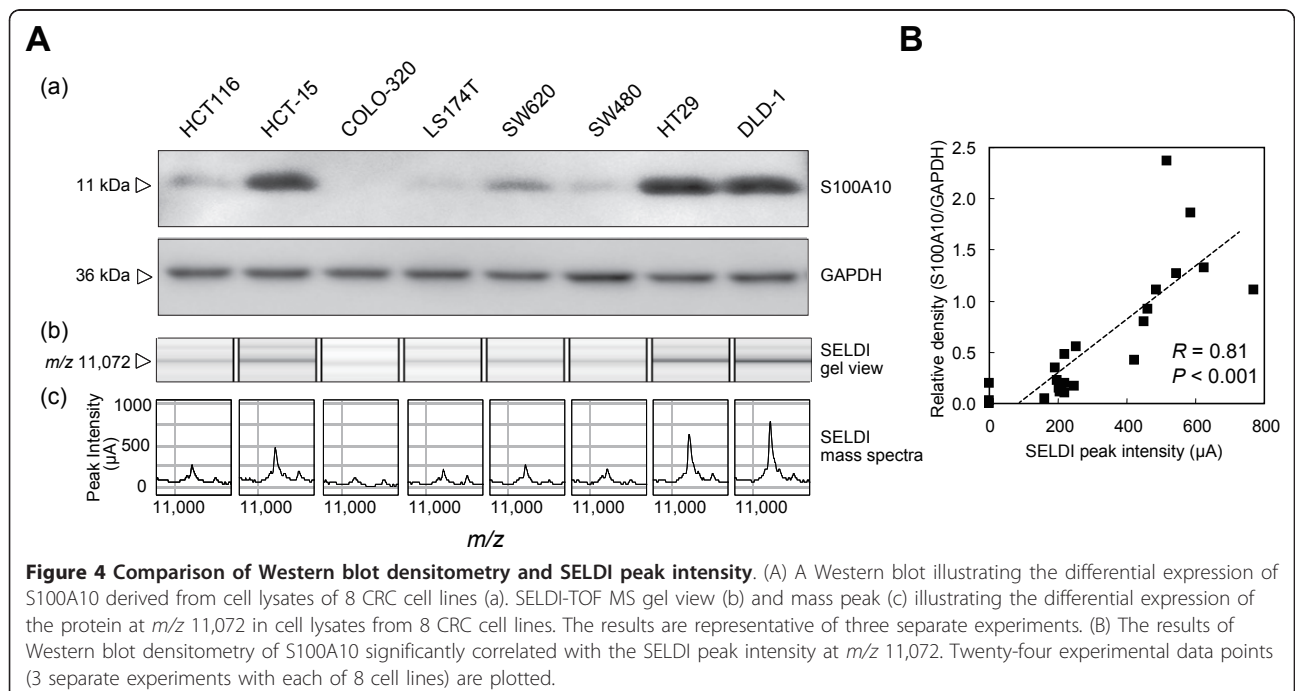 A
B
(a)
HCT116
HCT-15
COLO-320
LS174T
SW620
SW480
HT29
DLD-1
11 kDa
S100A10
36 kDa
GAPDH
(b)
m/z 11,072
SELDI
gel view
(c)
1000
500
0
Peak Intensity
(µA)
SELDI
mass spectra
11,000 11,000 11,000 11,000 11,000 11,000 11,000 11,000
m/z
2.5
2.0
1.5
1.0
0.5
0.0
Relative density (S100A10/GAPDH)
R = 0.81
P < 0.001
0 200 400 600 800
SELDI peak intensity (µA)
Figure 4 Comparison of Western blot densitometry and SELDI peak intensity. (A) A Western blot illustrating the differential expression of
S100A10 derived from cell lysates of 8 CRC cell lines (a). SELDI-TOF MS gel view (b) and mass peak (c) illustrating the differential expression of
the protein at m/z 11,072 in cell lysates from 8 CRC cell lines. The results are representative of three separate experiments. (B) The results of
Western blot densitometry of S100A10 significantly correlated with the SELDI peak intensity at m/z 11,072. Twenty-four experimental data points
(3 separate experiments with each of 8 cell lines) are plotted.